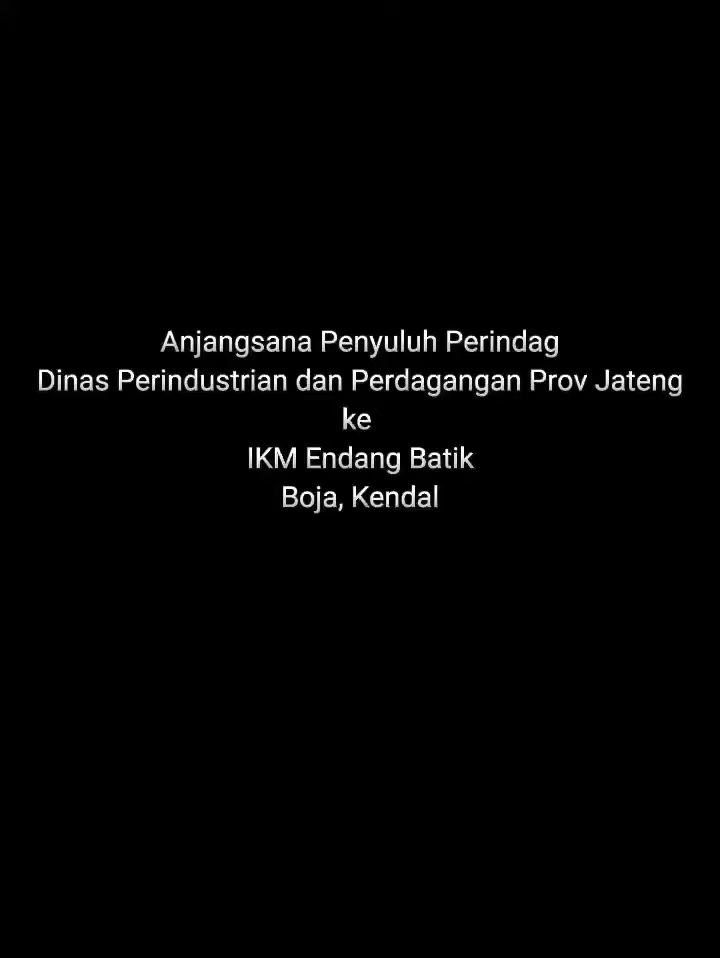 Anjangsana Penyuluh Perindag
Dinas Perindustrian dan Perdagangan Prov Jateng
ke
IKM Endang Batik
Boja, Kendal